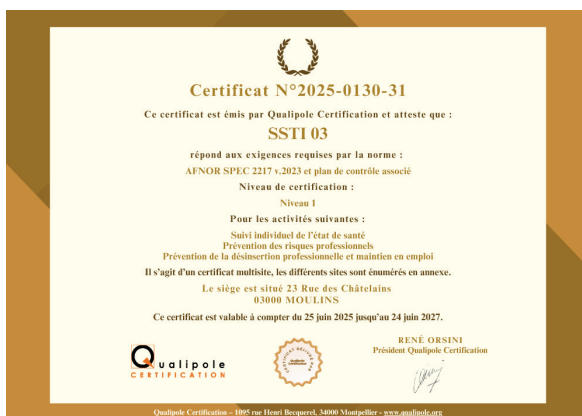 Certificat N°2025-0130-31
Ce certificat est émis par Qualipole Certification et atteste que :
SSTI 03
répond aux exigences requises par la norme :
AFNOR SPEC 2217 v.2023 et plan de contrôle associé
Niveau de certification :
Niveau 1
Pour les activités suivantes :
Suivi individuel de l'état de santé
Prévention des risques professionnels
Prévention de la désinsertion professionnelle et maintien en emploi
Il s'agit d'un certificat multisite, les différents sites sont énumérés en annexe.
Le siège est situé 23 Rue des Châtelains
03000 MOULINS
Ce certificat est valable à compter du 25 juin 2025 jusqu'au 24 juin 2027.
RENÉ ORSINI
Président Qualipole Certification
Qualipole
CERTIFICATION
Qualipole Certification – 1095 rue Henri Becquerel, 34000 Montpellier - www.qualipole.org